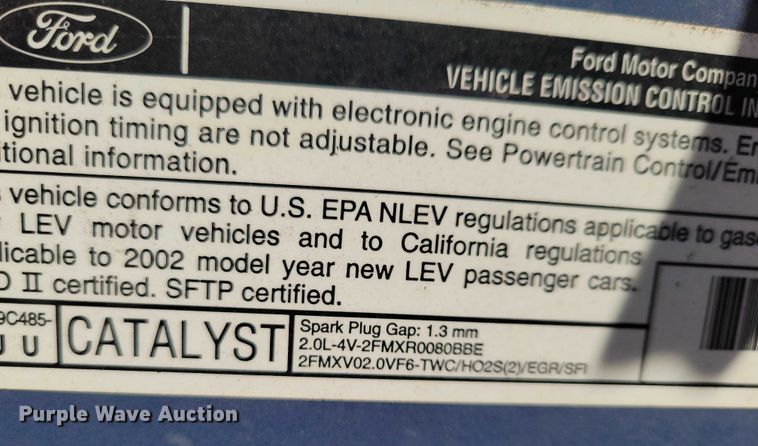 Ford
Ford Motor Compan
VEHICLE EMISSION CONTROL IN
vehicle is equipped with electronic engine control systems. En
ignition timing are not adjustable. See Powertrain Control/Emi
itional information.
vehicle conforms to U.S. EPA NLEV regulations applicable to gas
LEV motor vehicles and to California regulations
licable to 2002 model year new LEV passenger cars.
D II certified. SFTP certified.
9C485-
U U
CATALYST
Spark Plug Gap: 1.3 mm
2.0L-4V-2FMXR0080BBE
2FMXV02.0VF6-TWC/HO2S(2)/EGR/SFI
Purple Wave Auction